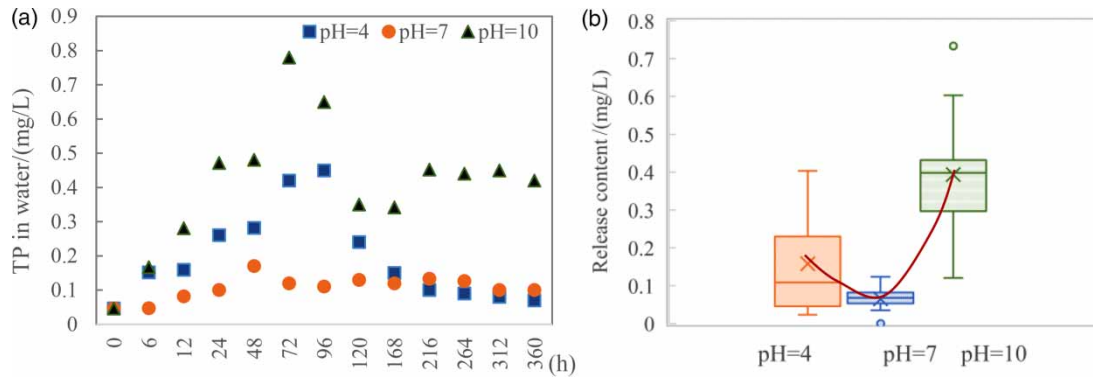 (a)
TP in water/(mg/L)
0.9
0.8
0.7
0.6
0.5
0.4
0.3
0.2
0.1
0
pH=4 pH=7 pH=10
0 6 12 24 48 72 96 120 168 216 264 312 360 (h)
(b)
Release content /(mg/L)
0.8
0.7
0.6
0.5
0.4
0.3
0.2
0.1
0
pH=4 pH=7 pH=10